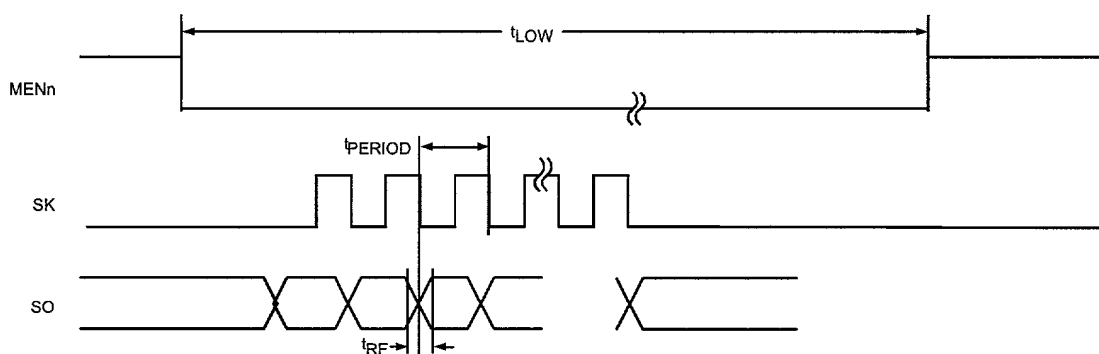 tLOW
MENn
tPERIOD
SK
SO
tRF